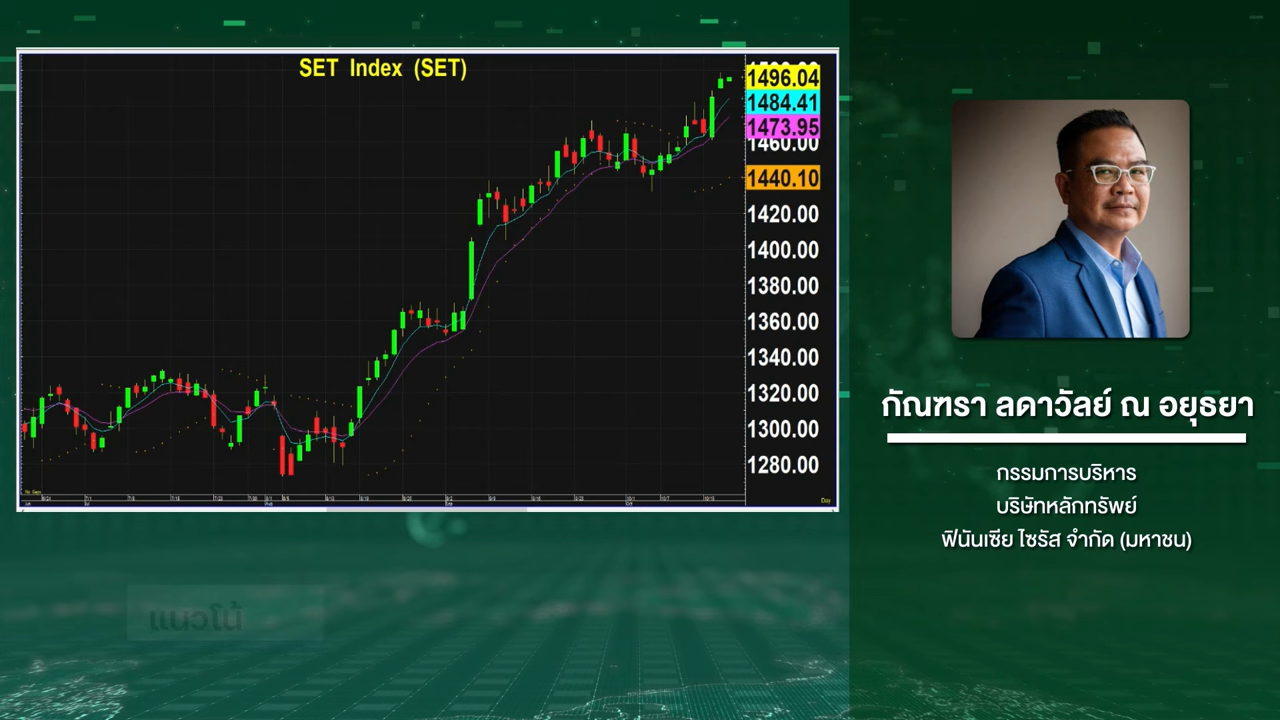 SET Index (SET)
1496.04
1484.41
1473.95
1460.00
1440.10
1420.00
1400.00
1380.00
1360.00
1340.00
1320.00
1300.00
1280.00
Day
กัณฑรา ลดาวัลย์ ณ อยุธยา
กรรมการบริหาร
บริษัทหลักทรัพย์
ฟินันเซีย ไซรัส จำกัด (มหาชน)
แนวโน้